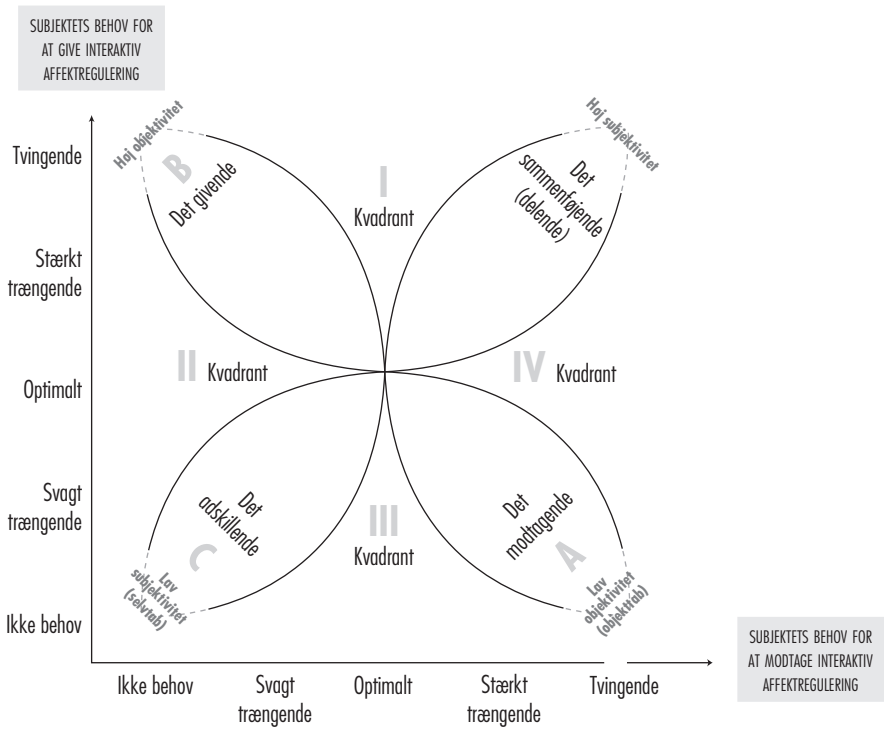 SUBJEKTETS BEHOV FOR
AT GIVE INTERAKTIV
AFFEKTREGULERING
Tvingende
Stærkt
trængende
Optimalt
Svagt
trængende
Ikke behov
Høj objektivitet
B
Det givende
I
Kvadrant
Høj subjektivitet
Det
sammenføjende
(delende)
II Kvadrant
IV Kvadrant
Det
adskillende
C
Lav
subjektivitet
(selvtab)
III
Kvadrant
Det
modtagende
A
Lav
objektivitet
(objekttab)
Ikke behov
Svagt
trængende
Optimalt
Stærkt
trængende
Tvingende
SUBJEKTETS BEHOV FOR
AT MODTAGE INTERAKTIV
AFFEKTREGULERING